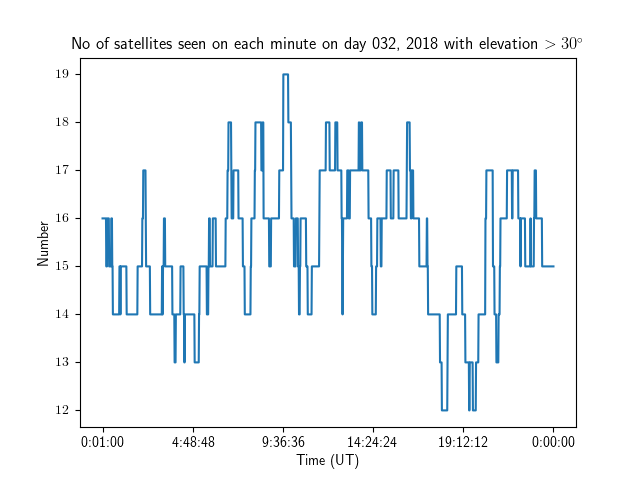 No of satellites seen on each minute on day 032, 2018 with elevation > 30°
19
18
17
16
15
14
13
12
Number
0:01:00 4:48:48 9:36:36 14:24:24 19:12:12 0:00:00
Time (UT)